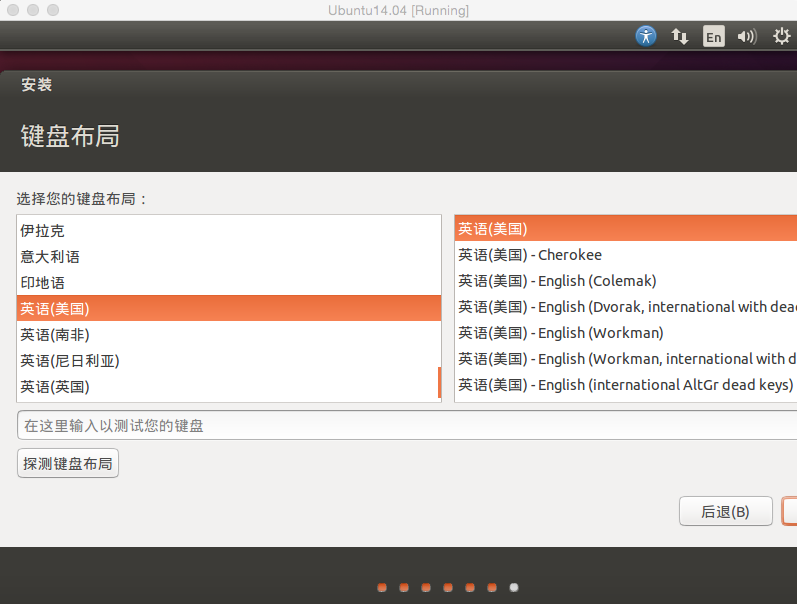 Ubuntu14.04 [Running]
En
安装
键盘布局
选择您的键盘布局：
伊拉克
意大利语
印地语
英语(美国)
英语(南非)
英语(尼日利亚)
英语(英国)
英语(美国)
英语(美国) - Cherokee
英语(美国) - English (Colemak)
英语(美国) - English (Dvorak, international with dead
英语(美国) - English (Workman)
英语(美国) - English (Workman, international with d
英语(美国) - English (international AltGr dead keys)
在这里输入以测试您的键盘
探测键盘布局
后退(B)